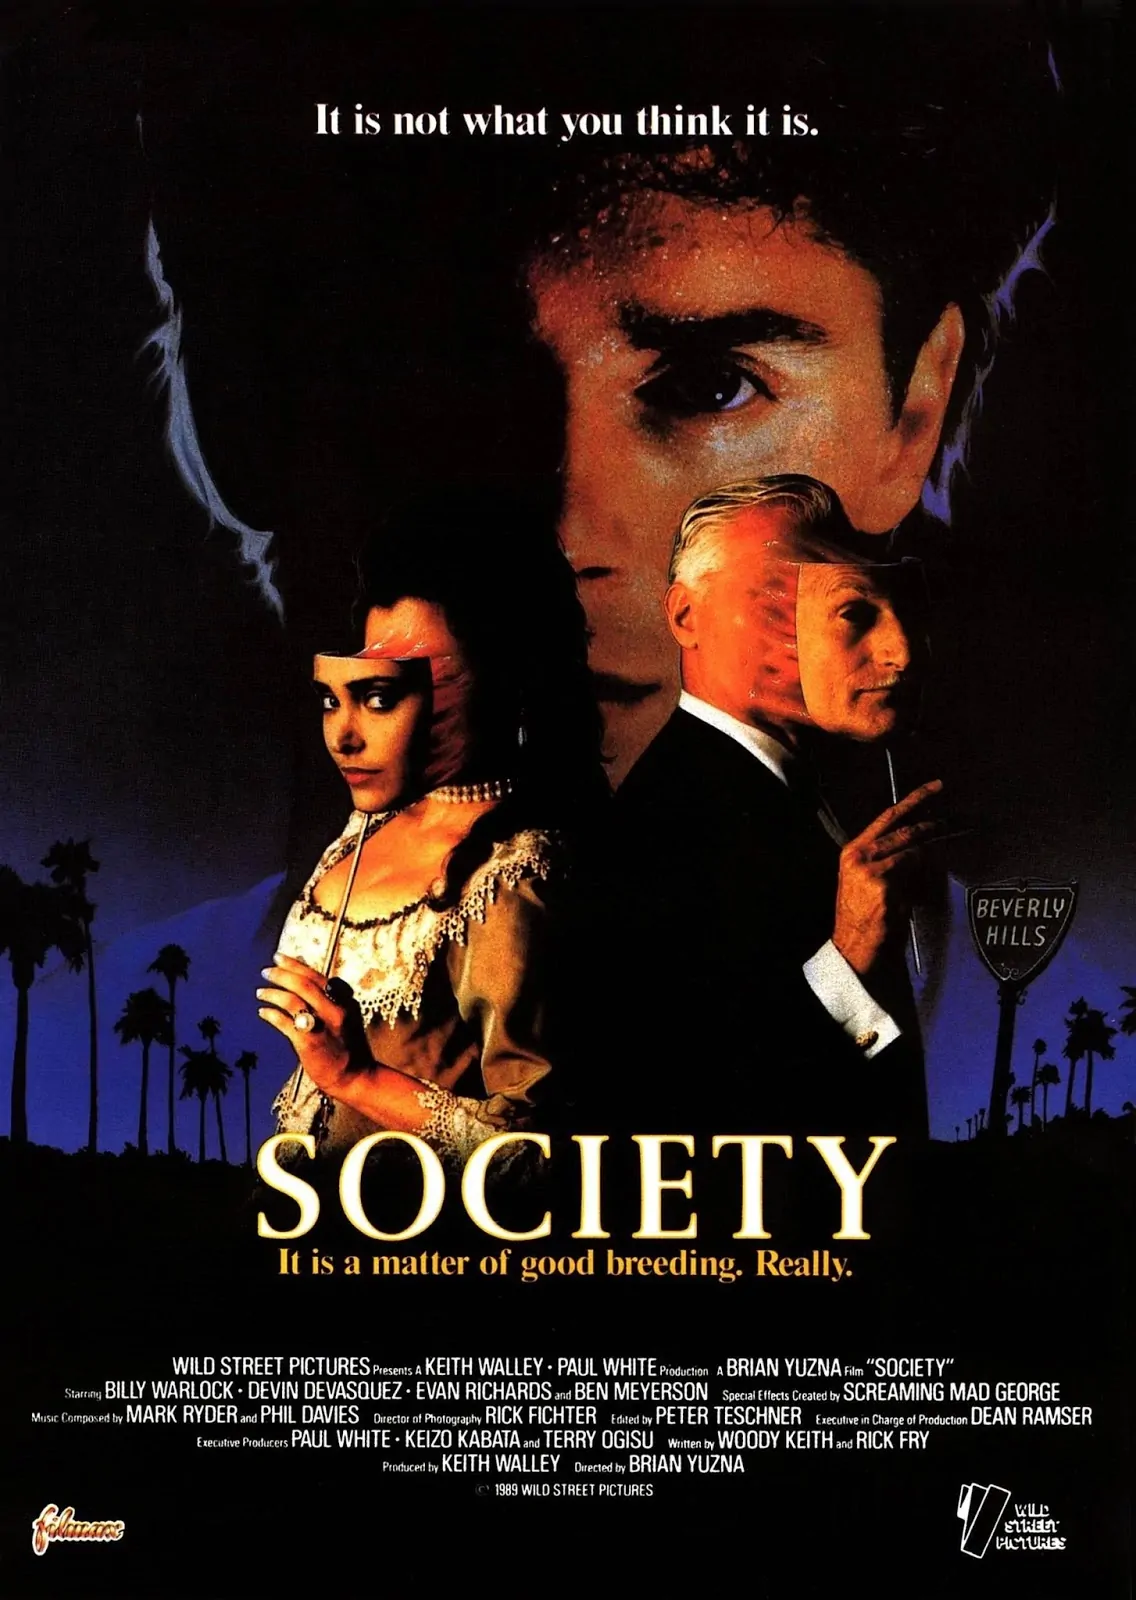 It is not what you think it is.
BEVERLY
HILLS
SOCIETY
It is a matter of good breeding. Really.
WILD STREET PICTURES Presents A KEITH WALLEY · PAUL WHITE Production A BRIAN YUZNA Film "SOCIETY"
Starring BILLY WARLOCK · DEVIN DEVASQUEZ · EVAN RICHARDS and BEN MEYERSON Special Effects Created by SCREAMING MAD GEORGE
Music Composed by MARK RYDER and PHIL DAVIES Director of Photography RICK FICHTER Edited by PETER TESCHNER Executive in Charge of Production DEAN RAMSER
Executive Producers PAUL WHITE · KEIZO KABATA and TERRY OGISU Written by WOODY KEITH and RICK FRY
Produced by KEITH WALLEY Directed by BRIAN YUZNA
© 1989 WILD STREET PICTURES
filmax
WILD
STREET
PICTURES